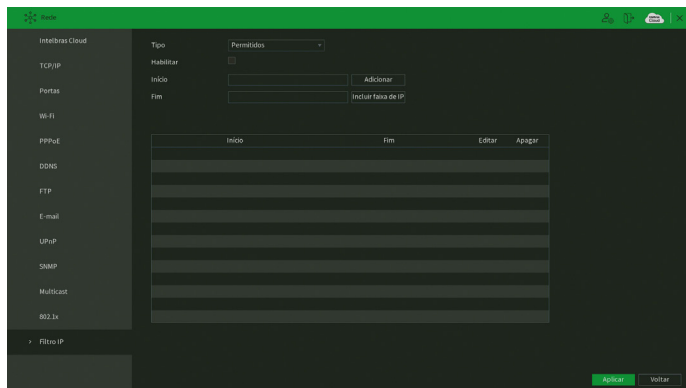 Rede
Intelbras Cloud
TCP/IP
Portas
Wi-Fi
PPPoE
DDNS
FTP
E-mail
UPnP
SNMP
Multicast
802.1x
> Filtro IP
Tipo Permitidos
Habilitar
Início Adicionar
Fim Incluir faixa de IP
Início Fim Editar Apagar
Aplicar Voltar